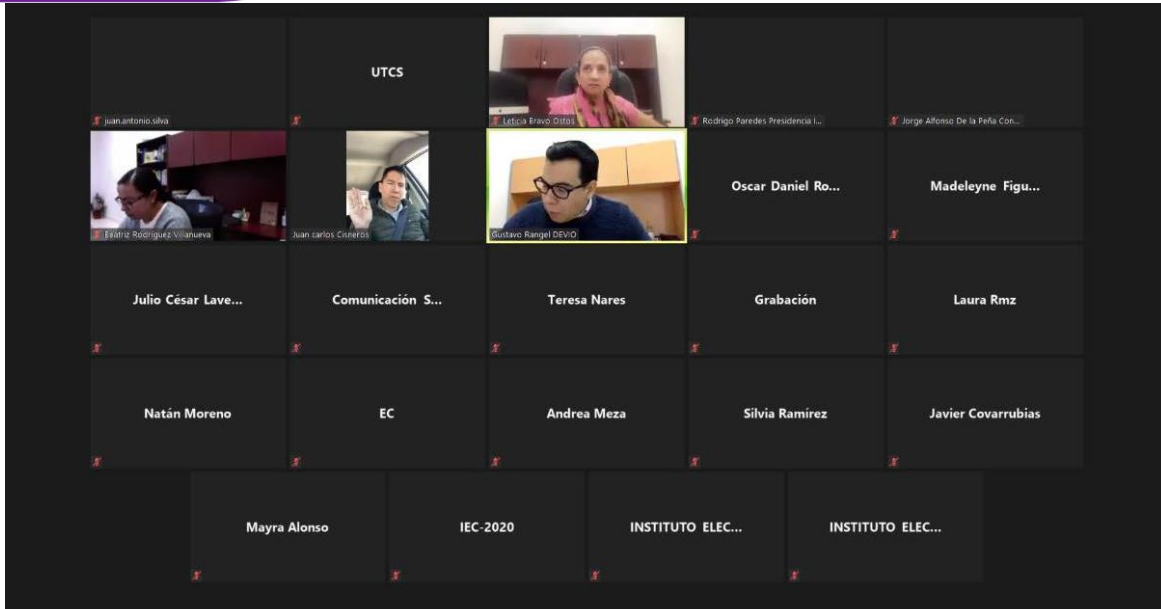 UTCS
juan.antonio.silva
Leticia Bravo Ostos
Rodrigo Paredes Presidencia I...
Jorge Alfonso De la Peña Con...
Beatriz Rodriguez Villanueva
Juan carlos Cisneros
Gustavo Rangel DEVIO
Oscar Daniel Ro...
Madeleyne Figu...
Julio César Lave...
Comunicación S...
Teresa Nares
Grabación
Laura Rmz
Natán Moreno
EC
Andrea Meza
Silvia Ramírez
Javier Covarrubias
Mayra Alonso
IEC-2020
INSTITUTO ELEC...
INSTITUTO ELEC...